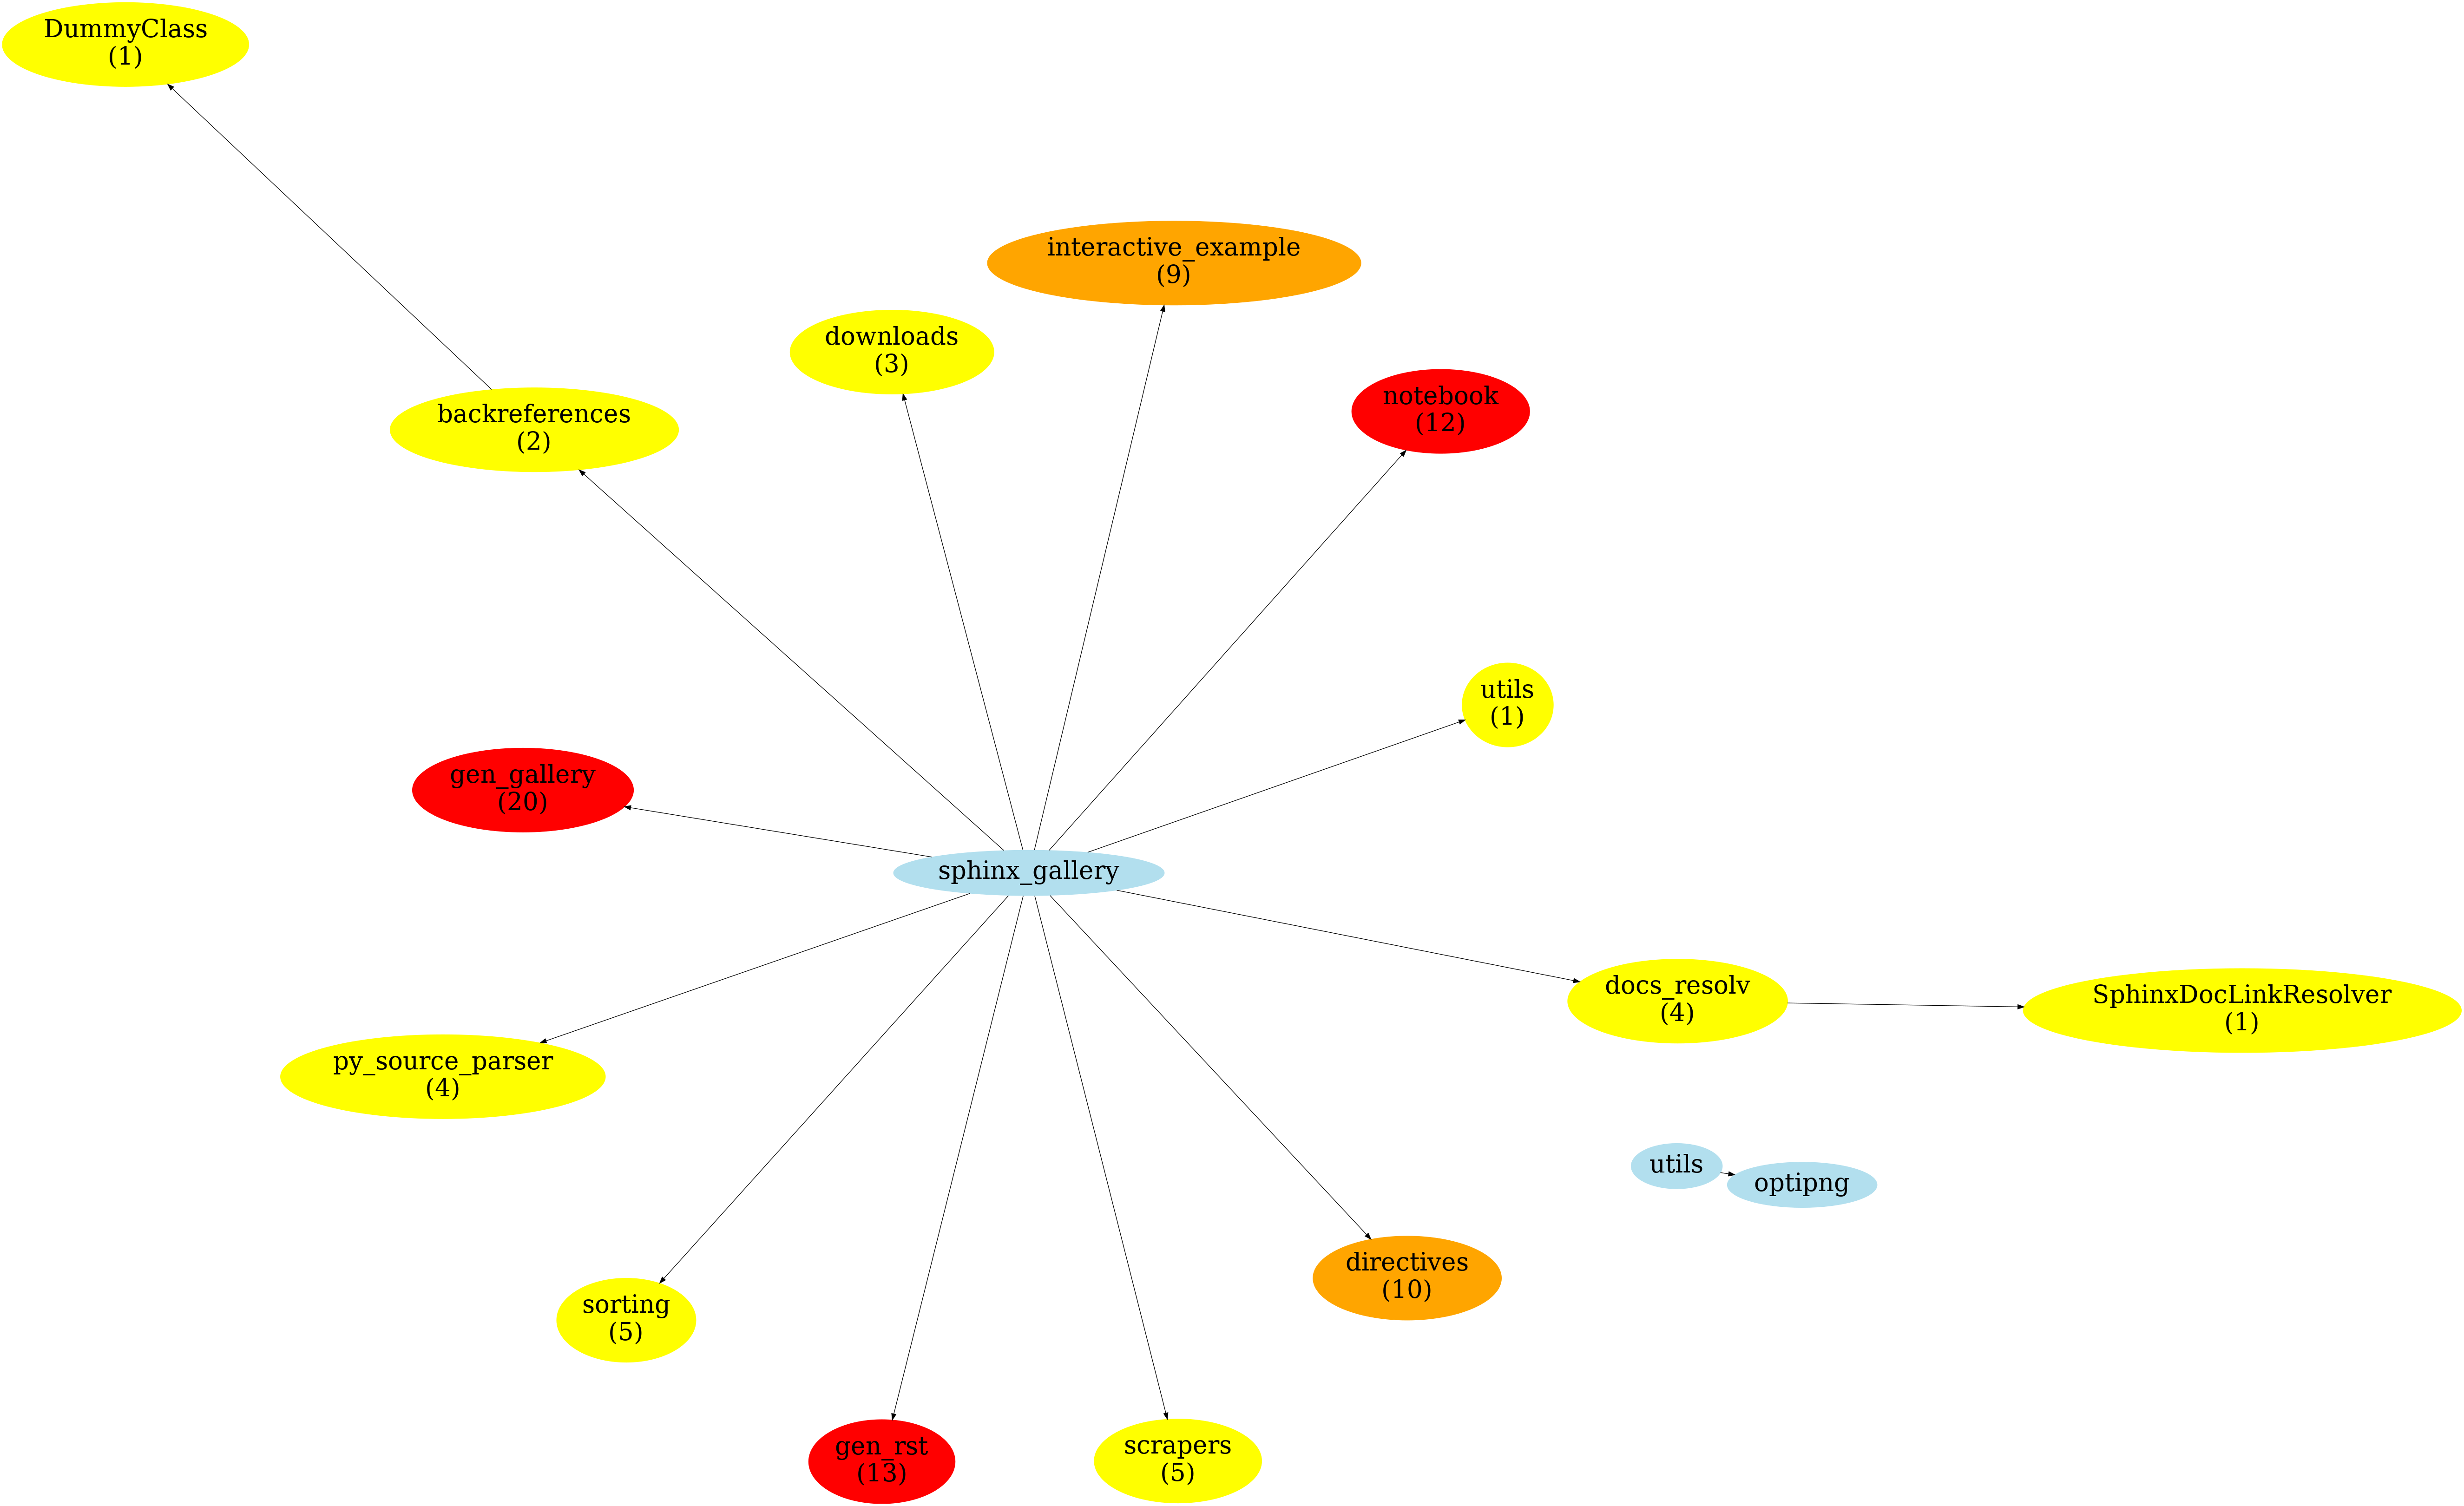 DummyClass
(1)
interactive_example
(9)
downloads
(3)
notebook
(12)
backreferences
(2)
utils
(1)
gen_gallery
(20)
sphinx_gallery
docs_resolv
(4)
SphinxDocLinkResolver
(1)
py_source_parser
(4)
utils
optipng
directives
(10)
sorting
(5)
gen_rst
(13)
scrapers
(5)